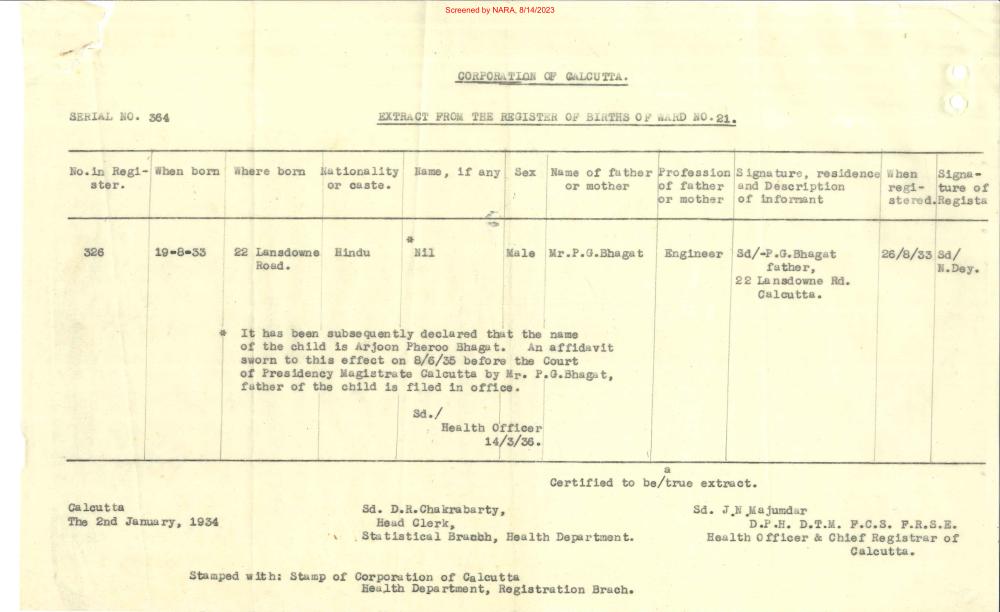 Screened by NARA, 8/14/2023
CORPORATION OF CALCUTTA.
SERIAL NO. 364
EXTRACT FROM THE REGISTER OF BIRTHS OF WARD NO.21.
No.in Regi-
ster.
When born
Where born
Nationality
or caste.
Name, if any
Sex
Name of father
or mother
Profession
of father
or mother
Signature, residence
and Description
of informant
When
regi-
stered.
Signa-
ture of
Registra
326
19-8-33
22 Lansdowne
Road.
Hindu
*
Nil
Male
Mr.P.G.Bhagat
Engineer
Sd/-P.G.Bhagat
father,
22 Lansdowne Rd.
Calcutta.
26/8/33
Sd/
N.Dey.
* It has been subsequently declared that the name
of the child is Arjoon Pheroo Bhagat. An affidavit
sworn to this effect on 8/6/35 before the Court
of Presidency Magistrate Calcutta by Mr. P.G.Bhagat,
father of the child is filed in office.
Sd./
Health Officer
14/3/36.
a
Certified to be/true extract.
Calcutta
The 2nd January, 1934
Sd. D.R.Chakrabarty,
Head Clerk,
Statistical Branbh, Health Department.
Sd. J.N.Majumdar
D.P.H. D.T.M. F.C.S. F.R.S.E.
Health Officer & Chief Registrar of
Calcutta.
Stamped with: Stamp of Corporation of Calcutta
Health Department, Registration Brach.